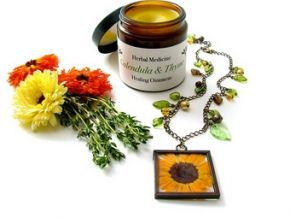 Herbal Medicine
Calendula & Thyme
Healing Ointment